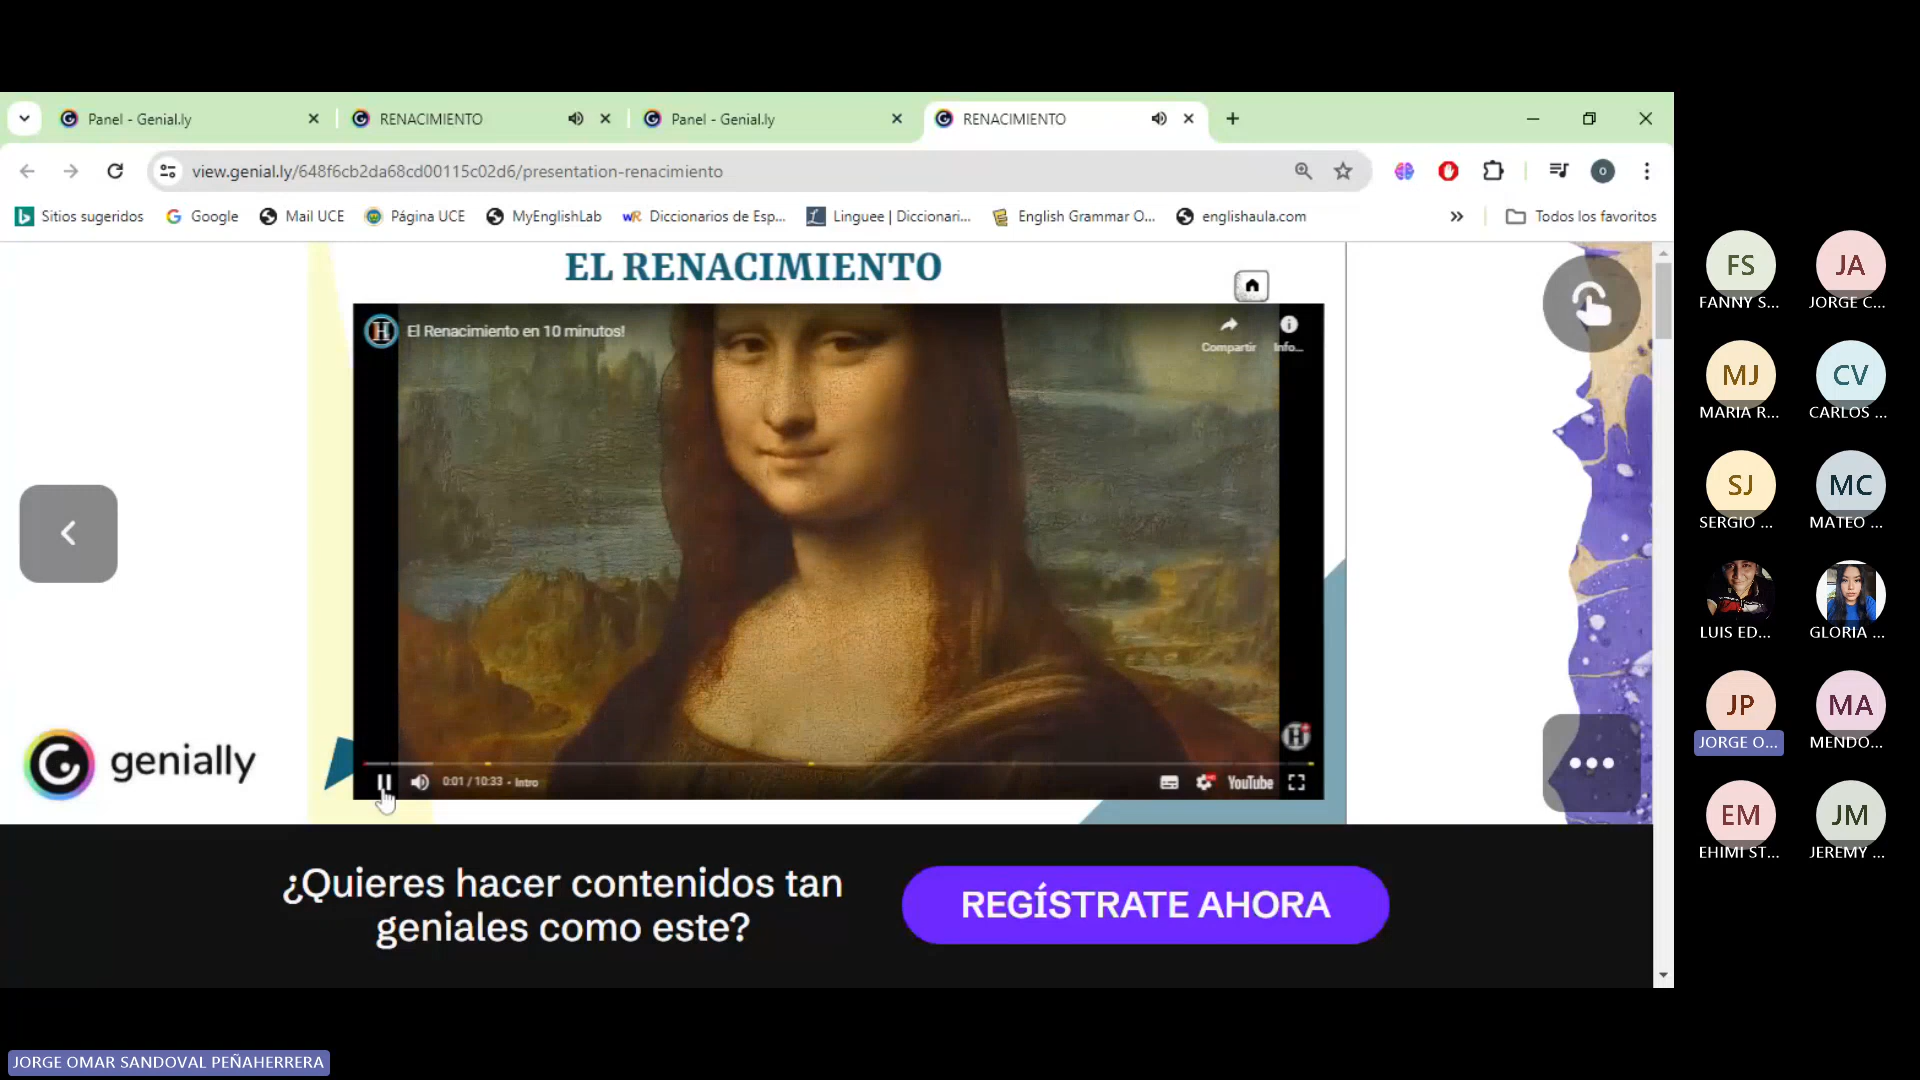 Panel - Genial.ly
RENACIMIENTO
Panel - Genial.ly
RENACIMIENTO
view.genial.ly/648f6cb2da68cd00115c02d6/presentation-renacimiento
O
Sitios sugeridos
Google
Mail UCE
Página UCE
MyEnglishLab
WR Diccionarios de Esp...
Linguee | Diccionari...
English Grammar O...
englishaula.com
»
Todos los favoritos
EL RENACIMIENTO
H
El Renacimiento en 10 minutos!
Compartir
Info...
genially
0:01 / 10:33 • Intro
YouTube
H
¿Quieres hacer contenidos tan
geniales como este?
REGÍSTRATE AHORA
FS
FANNY S...
JA
JORGE C...
MJ
MARIA R...
CV
CARLOS ...
SJ
SERGIO ...
MC
MATEO ...
LUIS ED...
GLORIA ...
JP
JORGE O...
MA
MENDO...
EM
EHIMI ST...
JM
JEREMY ...
JORGE OMAR SANDOVAL PEÑAHERRERA